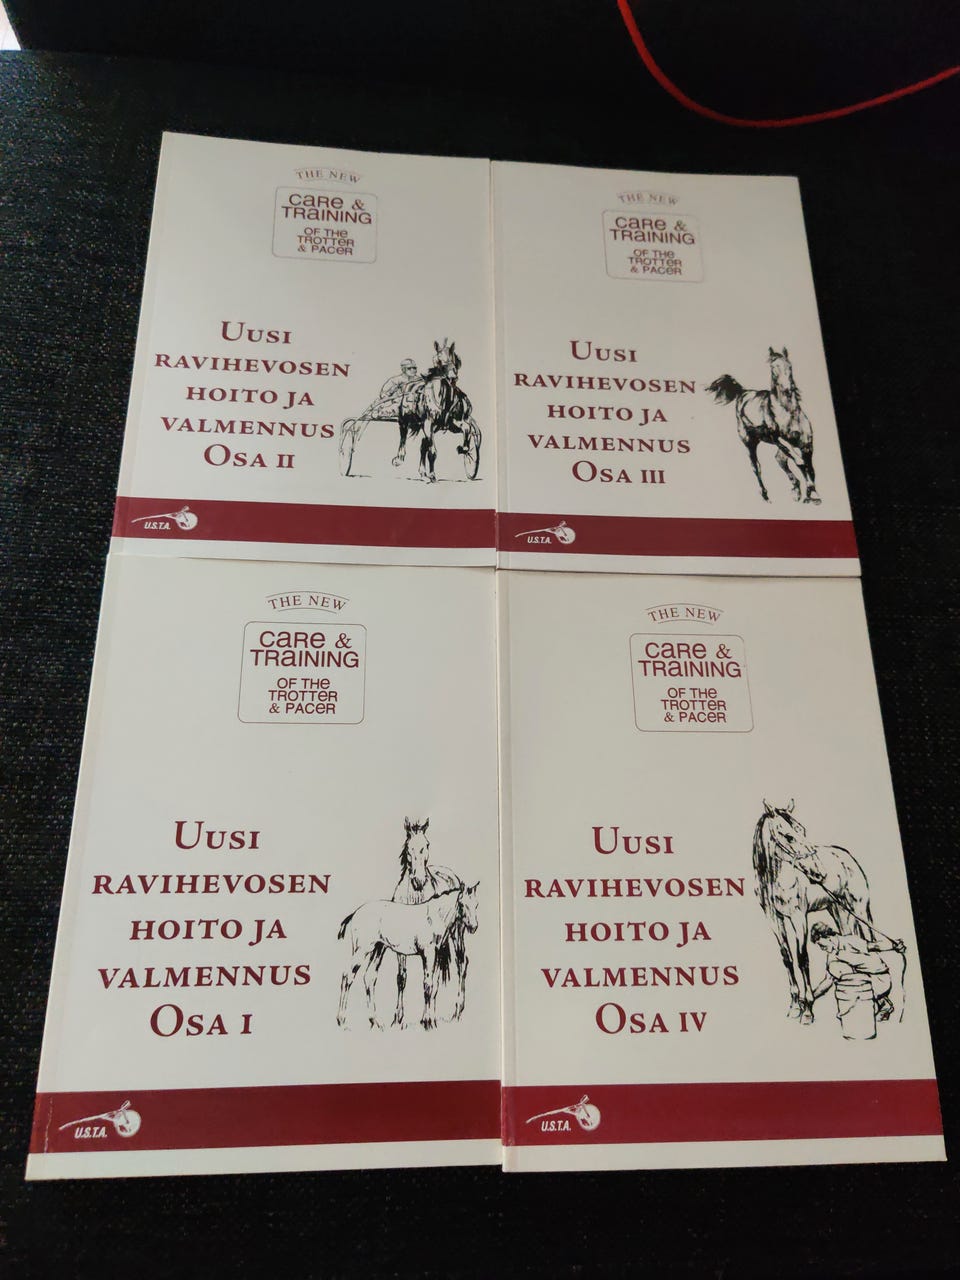 THE NEW
CARE &
TRAINING
OF THE
TROTTER
& PACER
UUSI
RAVIHEVOSEN
HOITO JA
VALMENNUS
OSA II
U.S.T.A.
THE NEW
CARE &
TRAINING
OF THE
TROTTER
& PACER
UUSI
RAVIHEVOSEN
HOITO JA
VALMENNUS
OSA III
U.S.T.A.
THE NEW
CARE &
TRAINING
OF THE
TROTTER
& PACER
UUSI
RAVIHEVOSEN
HOITO JA
VALMENNUS
OSA I
U.S.T.A.
THE NEW
CARE &
TRAINING
OF THE
TROTTER
& PACER
UUSI
RAVIHEVOSEN
HOITO JA
VALMENNUS
OSA IV
U.S.T.A.